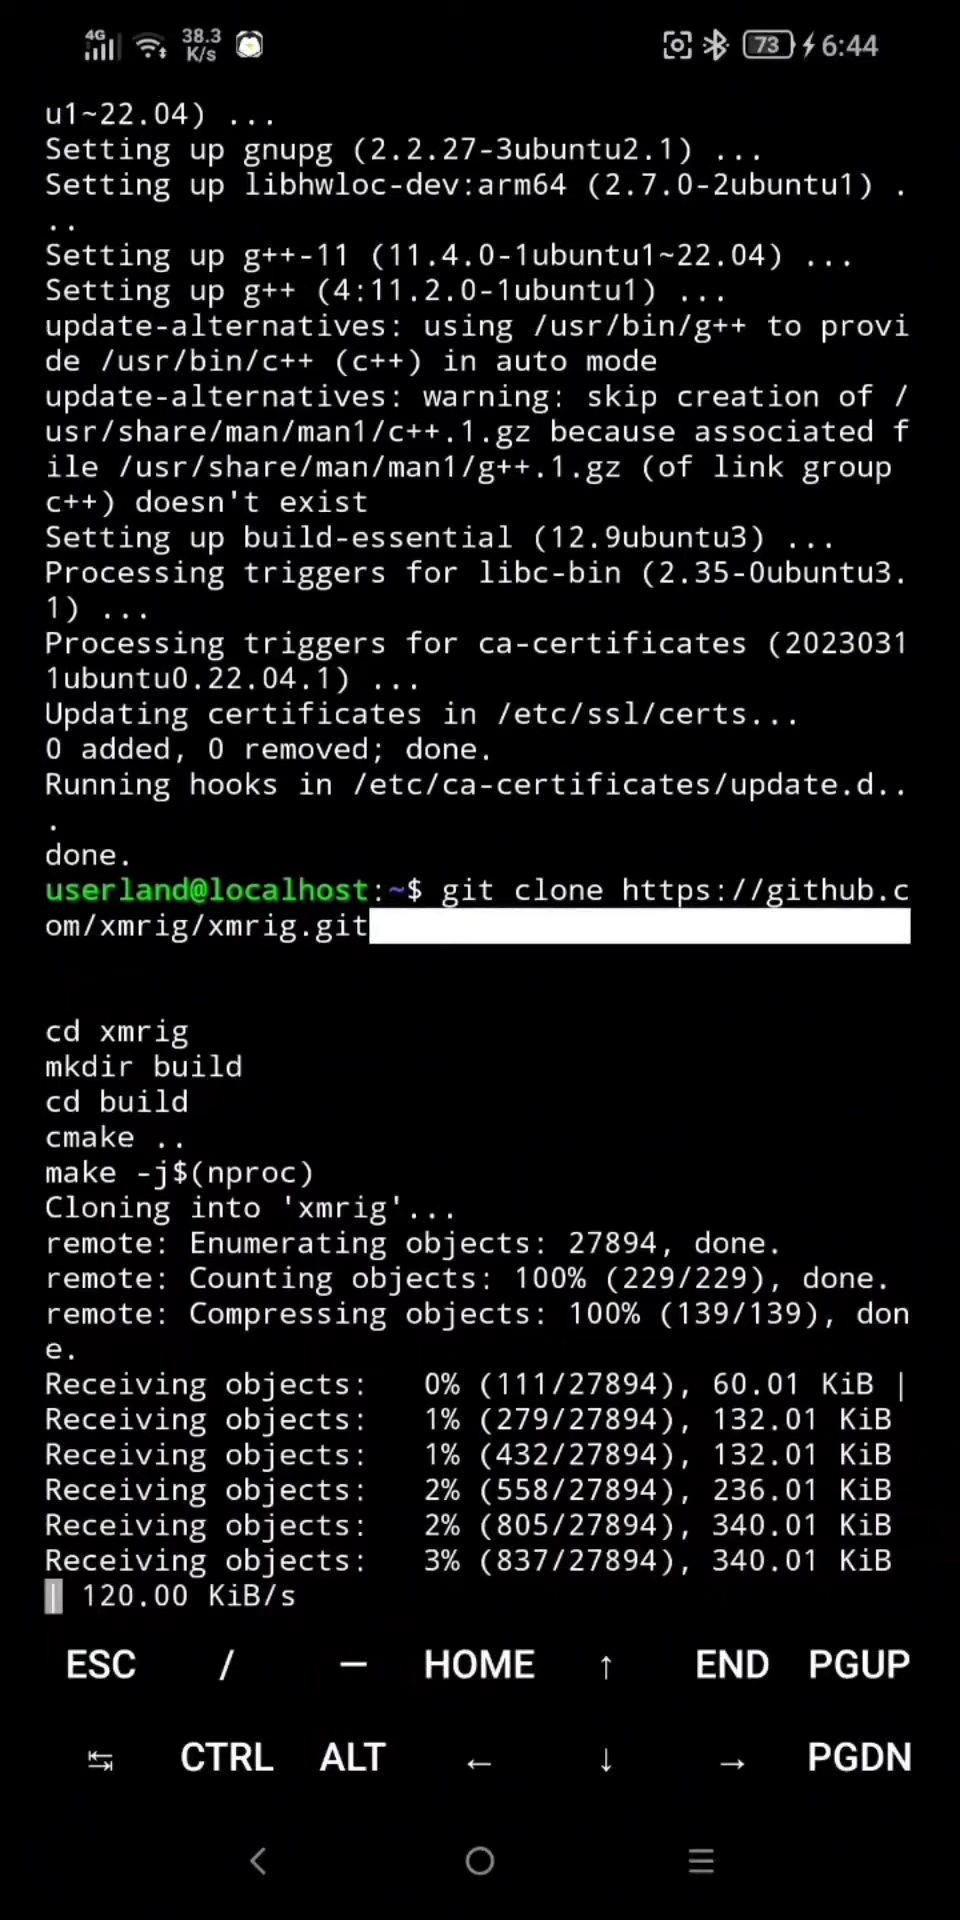 4G 38.3 K/s 73 6:44
u1~22.04) ...
Setting up gnupg (2.2.27-3ubuntu2.1) ...
Setting up libhwloc-dev:arm64 (2.7.0-2ubuntu1) .
..
Setting up g++-11 (11.4.0-1ubuntu1~22.04) ...
Setting up g++ (4:11.2.0-1ubuntu1) ...
update-alternatives: using /usr/bin/g++ to provi
de /usr/bin/c++ (c++) in auto mode
update-alternatives: warning: skip creation of /
usr/share/man/man1/c++.1.gz because associated f
ile /usr/share/man/man1/g++.1.gz (of link group
c++) doesn't exist
Setting up build-essential (12.9ubuntu3) ...
Processing triggers for libc-bin (2.35-0ubuntu3.
1) ...
Processing triggers for ca-certificates (2023031
1ubuntu0.22.04.1) ...
Updating certificates in /etc/ssl/certs...
0 added, 0 removed; done.
Running hooks in /etc/ca-certificates/update.d..
.
done.
userland@localhost:~$ git clone https://github.c
om/xmrig/xmrig.git
cd xmrig
mkdir build
cd build
cmake ..
make -j$(nproc)
Cloning into 'xmrig'...
remote: Enumerating objects: 27894, done.
remote: Counting objects: 100% (229/229), done.
remote: Compressing objects: 100% (139/139), don
e.
Receiving objects:   0% (111/27894), 60.01 KiB |
Receiving objects:   1% (279/27894), 132.01 KiB
Receiving objects:   1% (432/27894), 132.01 KiB
Receiving objects:   2% (558/27894), 236.01 KiB
Receiving objects:   2% (805/27894), 340.01 KiB
Receiving objects:   3% (837/27894), 340.01 KiB
| 120.00 KiB/s
ESC / — HOME ↑ END PGUP
↹ CTRL ALT ← ↓ → PGDN